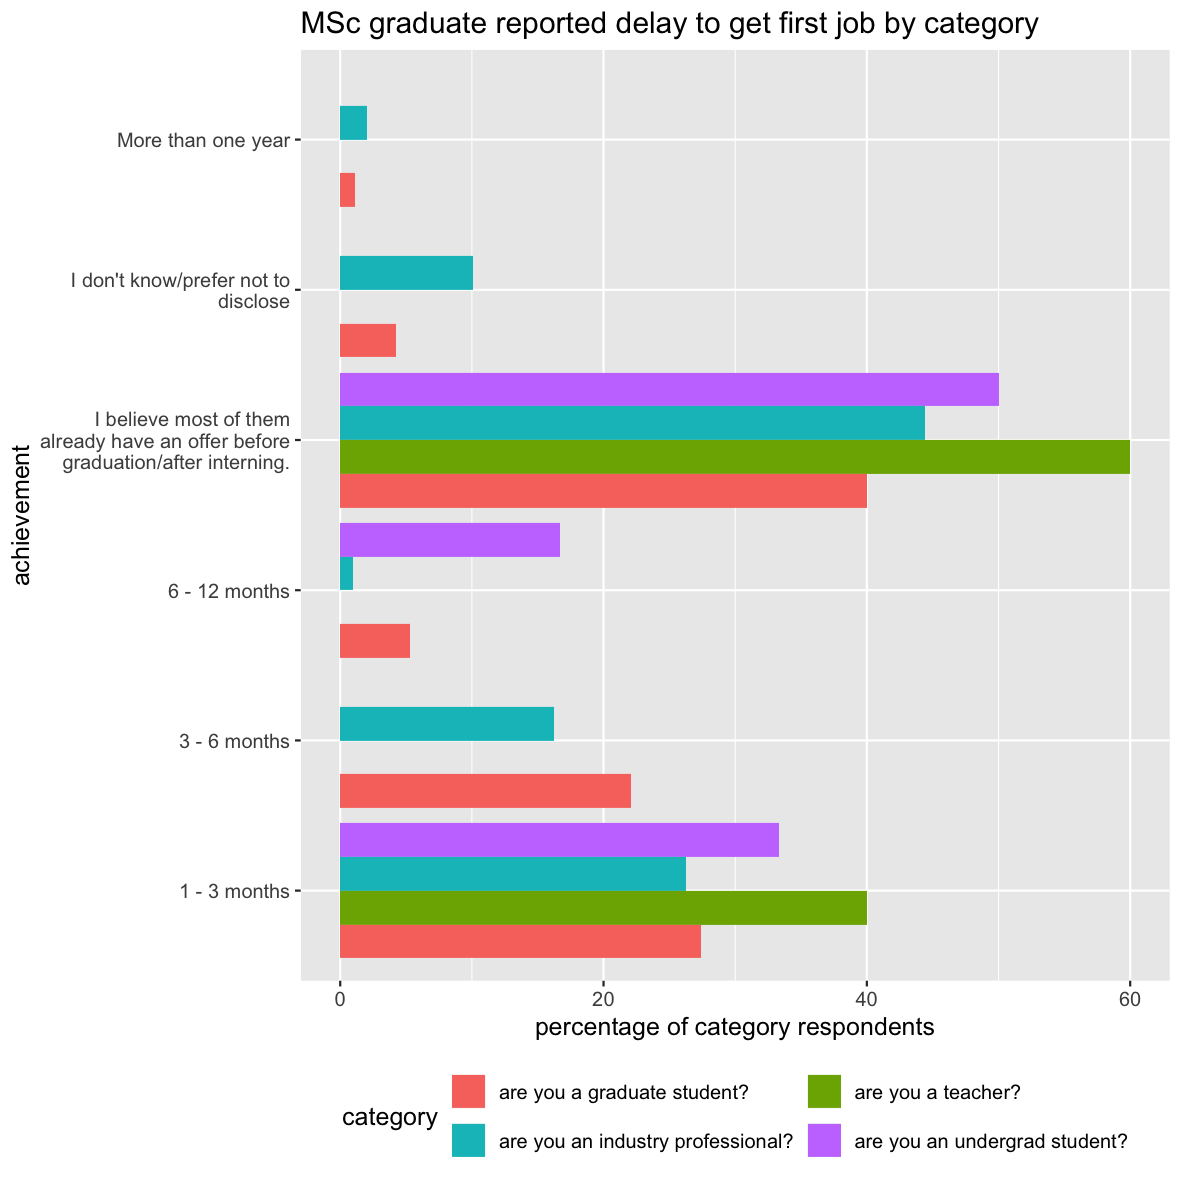 MSc graduate reported delay to get first job by category
More than one year
I don't know/prefer not to
disclose
I believe most of them
already have an offer before
graduation/after interning.
6 - 12 months
3 - 6 months
1 - 3 months
achievement
0 20 40 60
percentage of category respondents
category
are you a graduate student?
are you a teacher?
are you an industry professional?
are you an undergrad student?